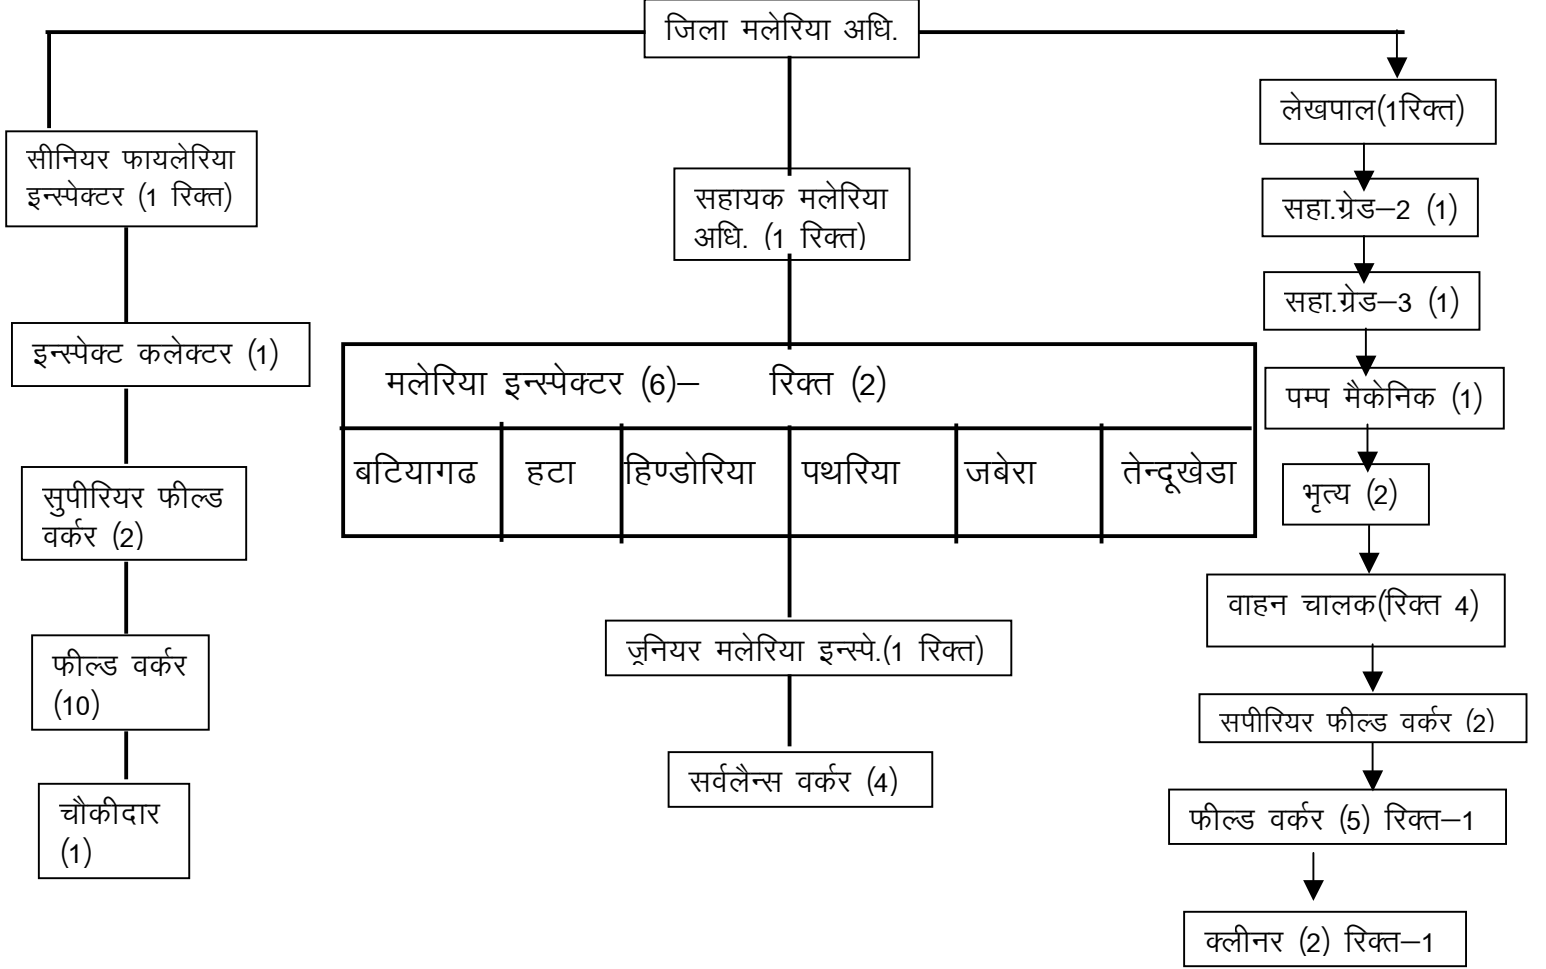 जिला मलेरिया अधि.
सीनियर फायलेरिया
इन्स्पेक्टर (1 रिक्त)
इन्स्पेक्ट कलेक्टर (1)
सुपीरियर फील्ड
वर्कर (2)
फील्ड वर्कर
(10)
चौकीदार
(1)
सहायक मलेरिया
अधि. (1 रिक्त)
मलेरिया इन्स्पेक्टर (6)– रिक्त (2)
बटियागढ हटा हिण्डोरिया पथरिया जबेरा तेन्दूखेडा
जूनियर मलेरिया इन्स्पे.(1 रिक्त)
सर्वलैन्स वर्कर (4)
लेखपाल(1रिक्त)
सहा.ग्रेड–2 (1)
सहा.ग्रेड–3 (1)
पम्प मैकेनिक (1)
भृत्य (2)
वाहन चालक(रिक्त 4)
सपीरियर फील्ड वर्कर (2)
फील्ड वर्कर (5) रिक्त–1
क्लीनर (2) रिक्त–1